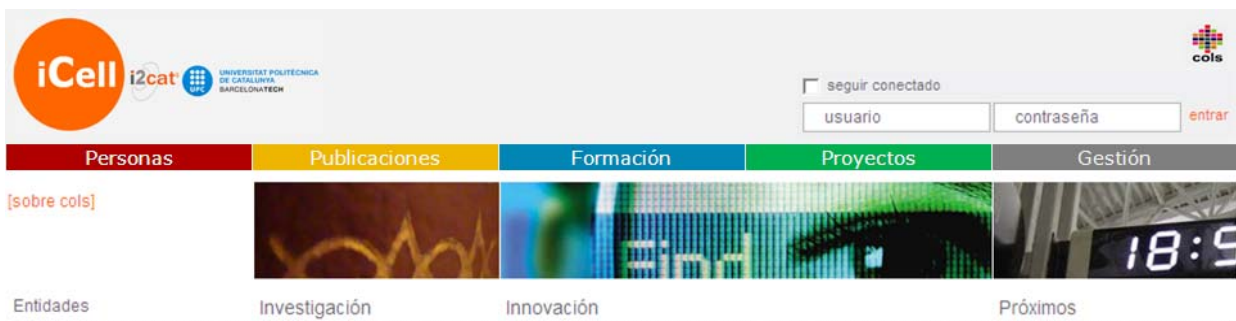 iCell
i2cat
UPC
UNIVERSITAT POLITÈCNICA
DE CATALUNYA
BARCELONATECH
cols
seguir conectado
usuario contraseña entrar
Personas Publicaciones Formación Proyectos Gestión
[sobre cols]
Find
18:5
Entidades Investigación Innovación Próximos